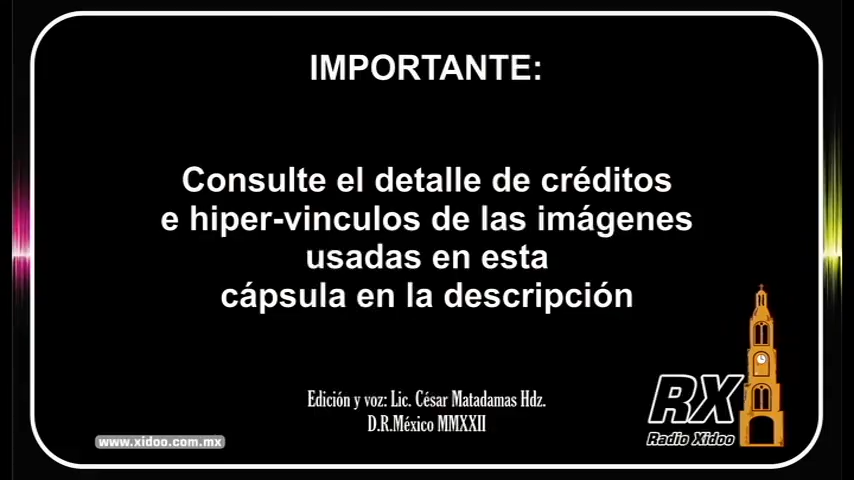 IMPORTANTE:
Consulte el detalle de créditos
e hiper-vinculos de las imágenes
usadas en esta
cápsula en la descripción
Edición y voz: Lic. César Matadamas Hdz.
D.R.México MMXXII
www.xidoo.com.mx
RX
Radio Xidoo